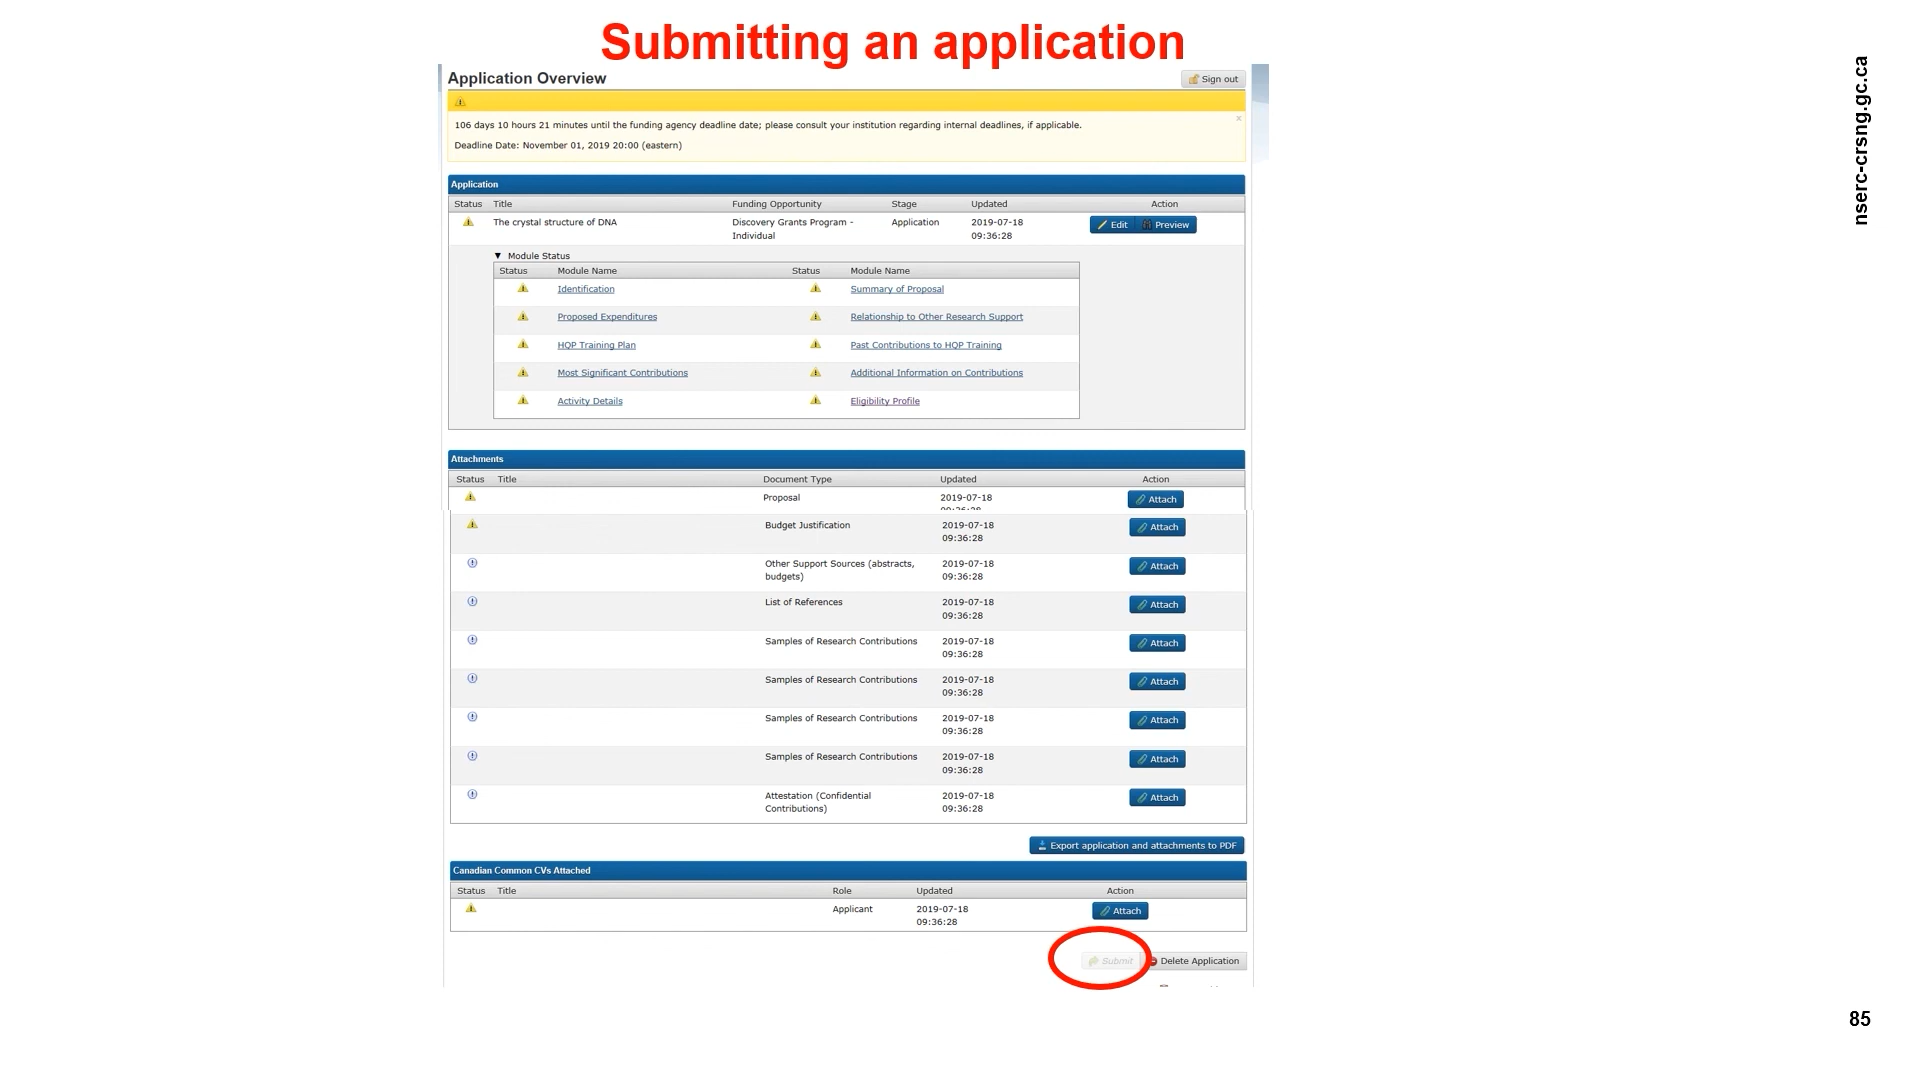 Submitting an application
Application Overview
Sign out
106 days 10 hours 21 minutes until the funding agency deadline date; please consult your institution regarding internal deadlines, if applicable.
x
Deadline Date: November 01, 2019 20:00 (eastern)
Application
Status Title Funding Opportunity Stage Updated Action
The crystal structure of DNA Discovery Grants Program - Application 2019-07-18 Edit Preview
Individual 09:36:28
▼ Module Status
Status Module Name Status Module Name
Identification Summary of Proposal
Proposed Expenditures Relationship to Other Research Support
HQP Training Plan Past Contributions to HQP Training
Most Significant Contributions Additional Information on Contributions
Activity Details Eligibility Profile
Attachments
Status Title Document Type Updated Action
Proposal 2019-07-18 Attach
Budget Justification 2019-07-18 Attach
09:36:28
Other Support Sources (abstracts, 2019-07-18 Attach
budgets) 09:36:28
List of References 2019-07-18 Attach
09:36:28
Samples of Research Contributions 2019-07-18 Attach
09:36:28
Samples of Research Contributions 2019-07-18 Attach
09:36:28
Samples of Research Contributions 2019-07-18 Attach
09:36:28
Samples of Research Contributions 2019-07-18 Attach
09:36:28
Attestation (Confidential 2019-07-18 Attach
Contributions) 09:36:28
Export application and attachments to PDF
Canadian Common CVs Attached
Status Title Role Updated Action
Applicant 2019-07-18 Attach
09:36:28
Submit Delete Application
nserc-crsng.gc.ca
85